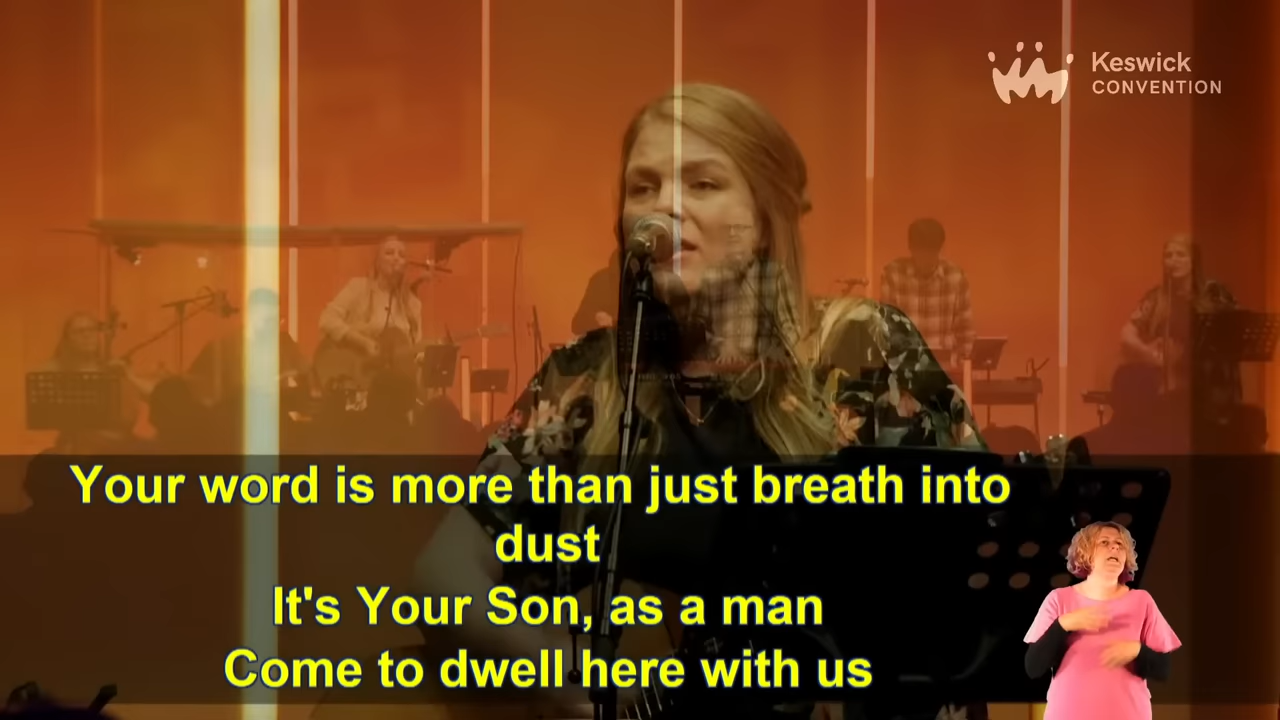 Keswick
CONVENTION
Your word is more than just breath into
dust
It's Your Son, as a man
Come to dwell here with us